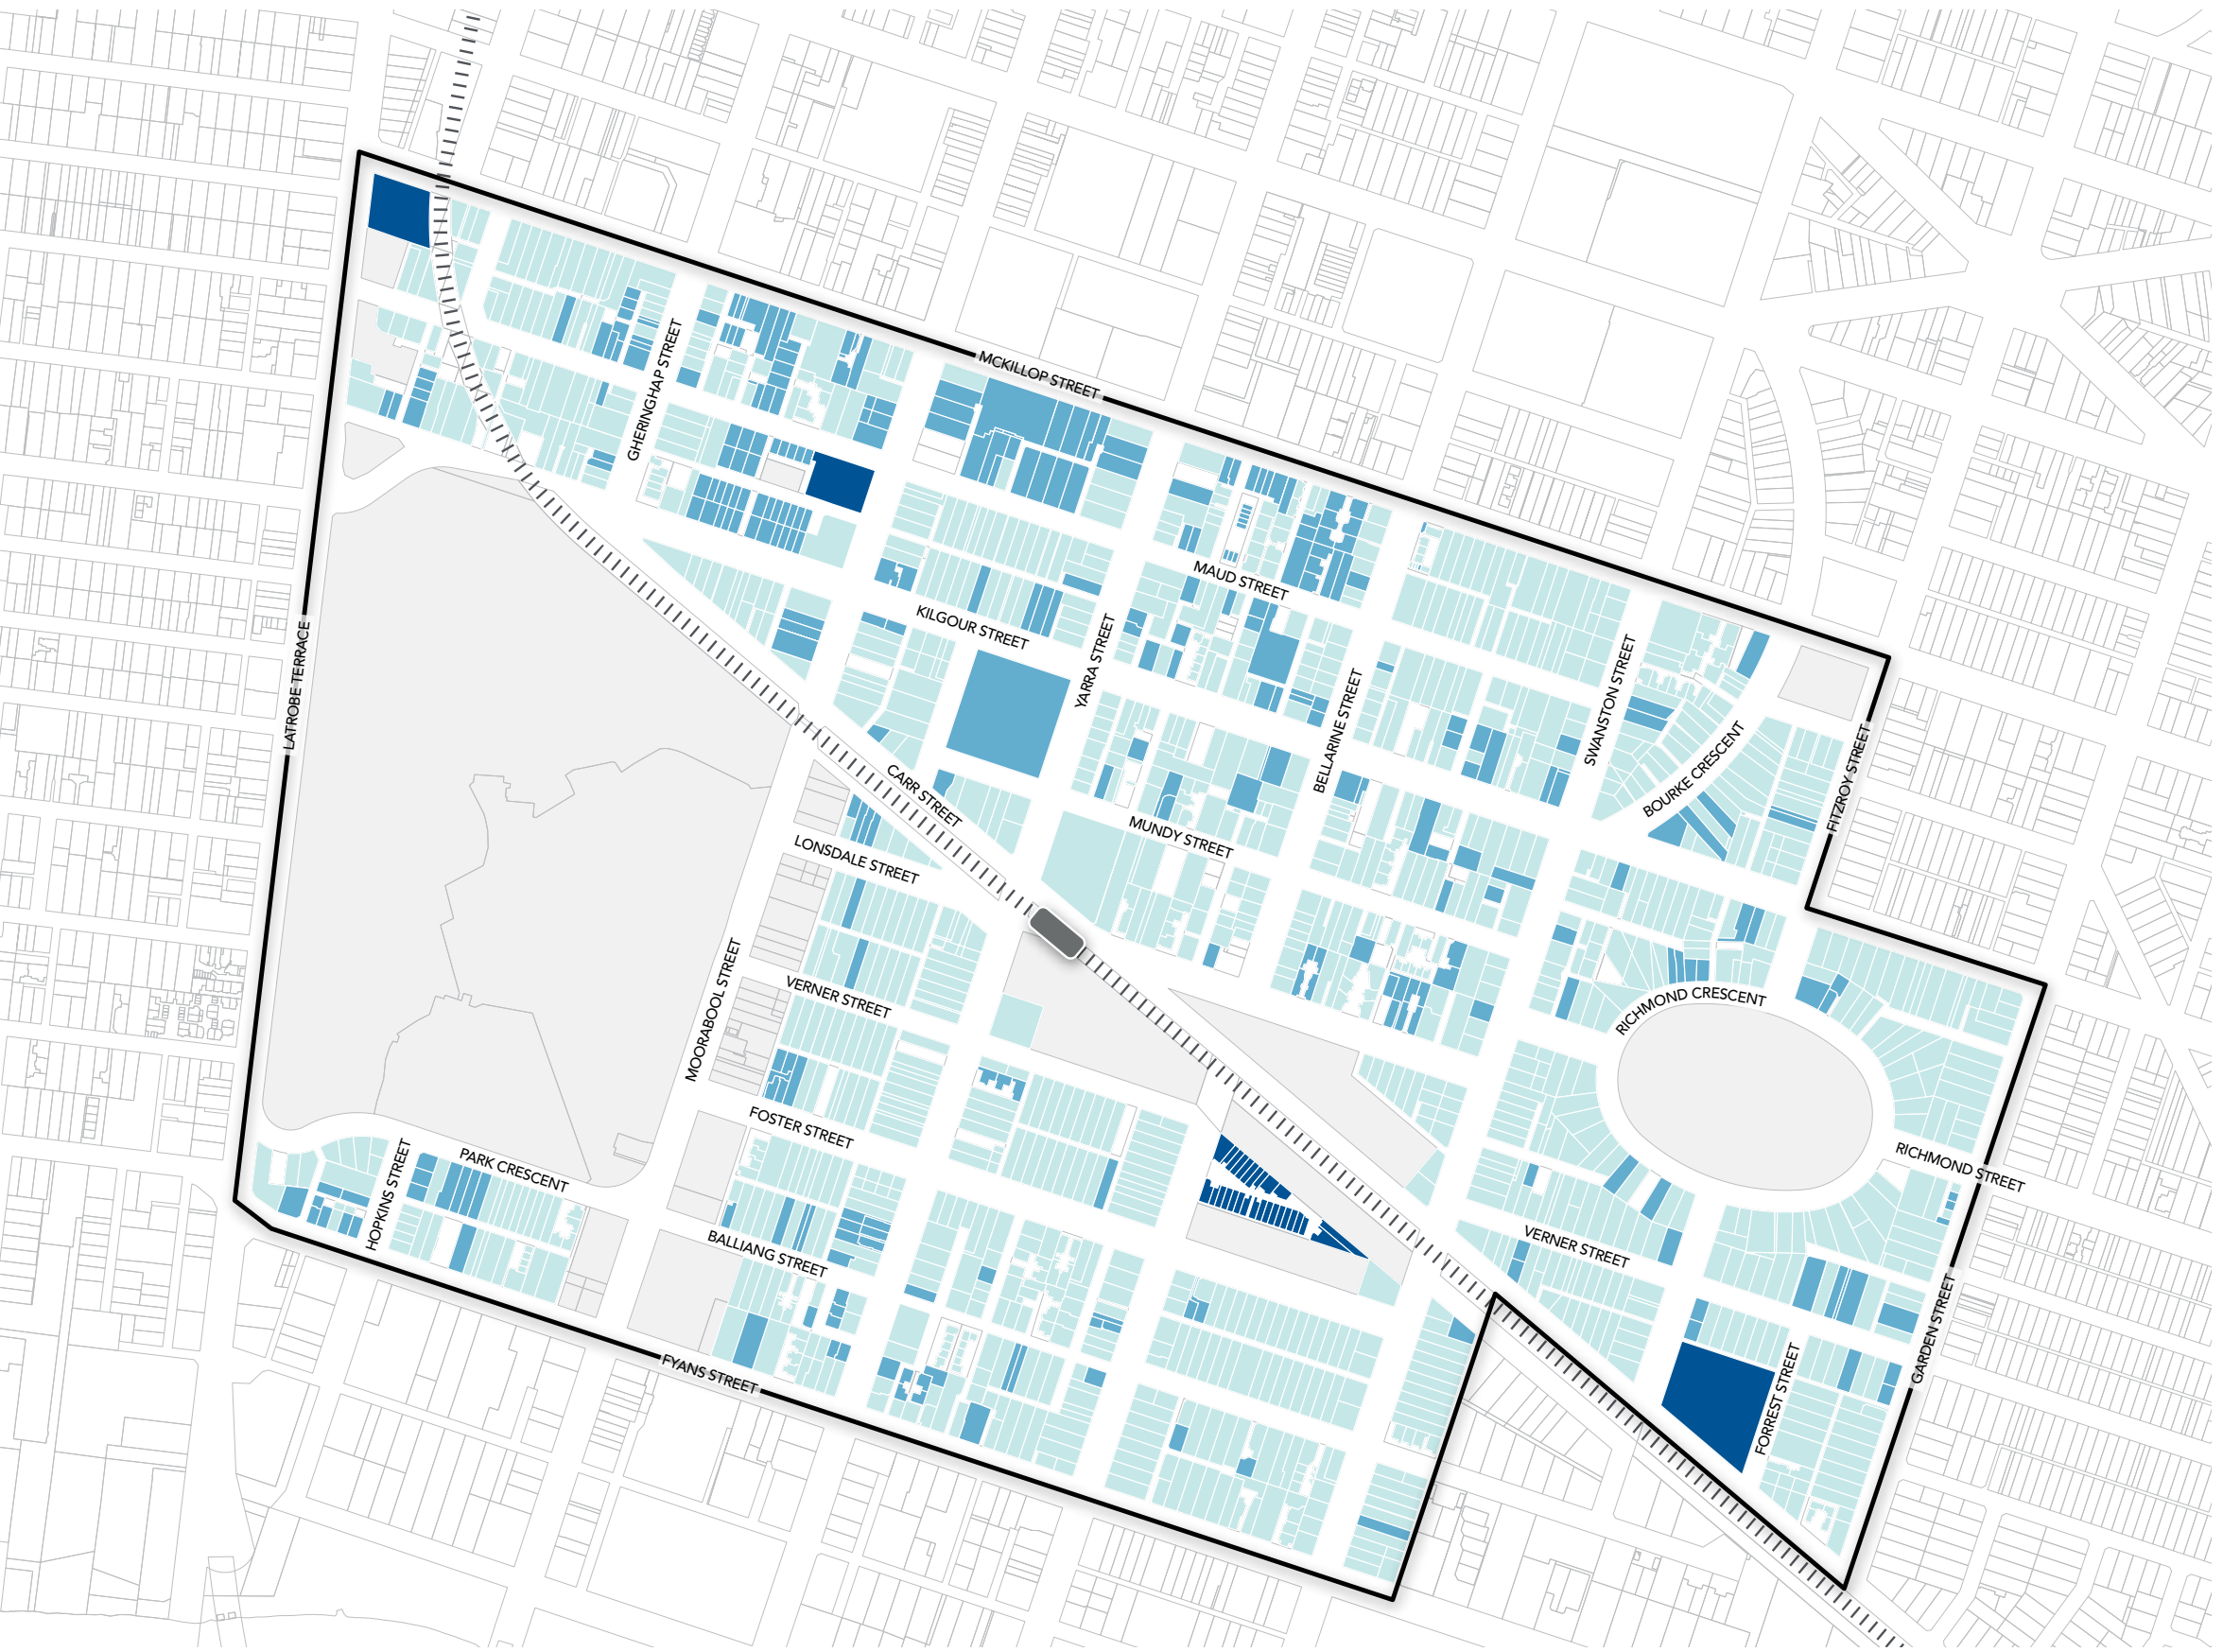 MCKILLOP STREET
GHERINGHAP STREET
MAUD STREET
KILGOUR STREET
YARRA STREET
LATROBE TERRACE
SWANSTON STREET
BELLARINE STREET
BOURKE CRESCENT
FITZROY STREET
CARR STREET
MUNDY STREET
LONSDALE STREET
MOORABOOL STREET
VERNER STREET
RICHMOND CRESCENT
FOSTER STREET
RICHMOND STREET
PARK CRESCENT
HOPKINS STREET
BALLIANG STREET
VERNER STREET
GARDEN STREET
FORREST STREET
FYANS STREET